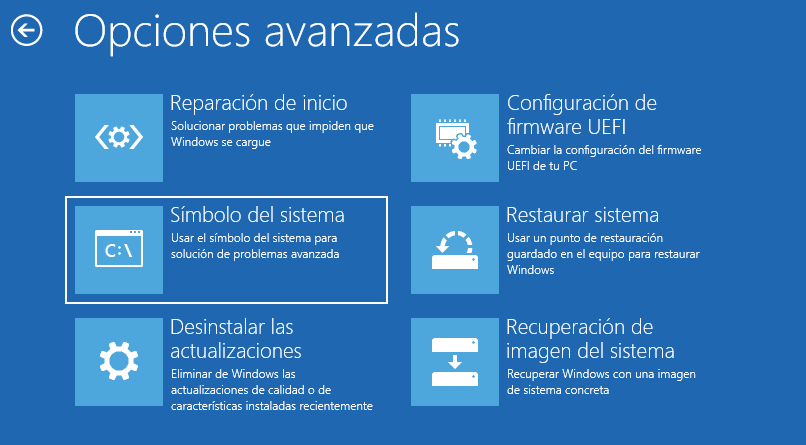 Opciones avanzadas
Reparación de inicio
Solucionar problemas que impiden que
Windows se cargue
Símbolo del sistema
Usar el símbolo del sistema para
solución de problemas avanzada
C:\
Desinstalar las
actualizaciones
Eliminar de Windows las
actualizaciones de calidad o de
características instaladas recientemente
Configuración de
firmware UEFI
Cambiar la configuración del firmware
UEFI de tu PC
Restaurar sistema
Usar un punto de restauración
guardado en el equipo para restaurar
Windows
Recuperación de
imagen del sistema
Recuperar Windows con una imagen
de sistema concreta